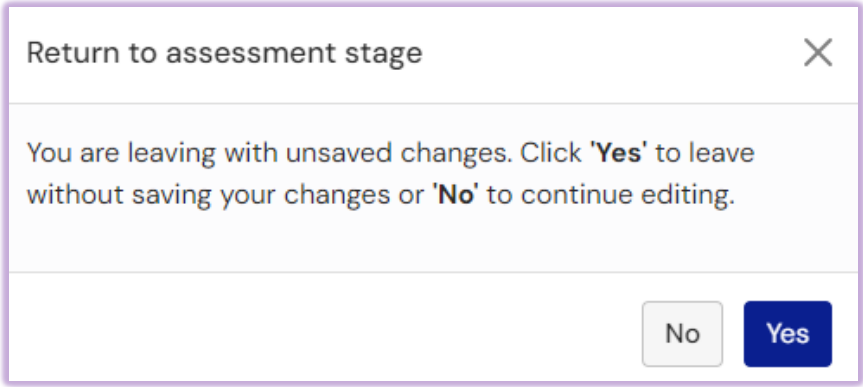 Return to assessment stage
You are leaving with unsaved changes. Click 'Yes' to leave
without saving your changes or 'No' to continue editing.
No
Yes